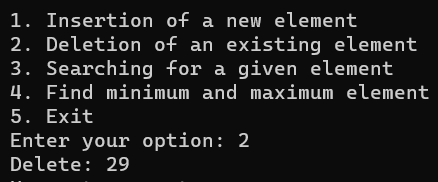 1. Insertion of a new element
2. Deletion of an existing element
3. Searching for a given element
4. Find minimum and maximum element
5. Exit
Enter your option: 2
Delete: 29